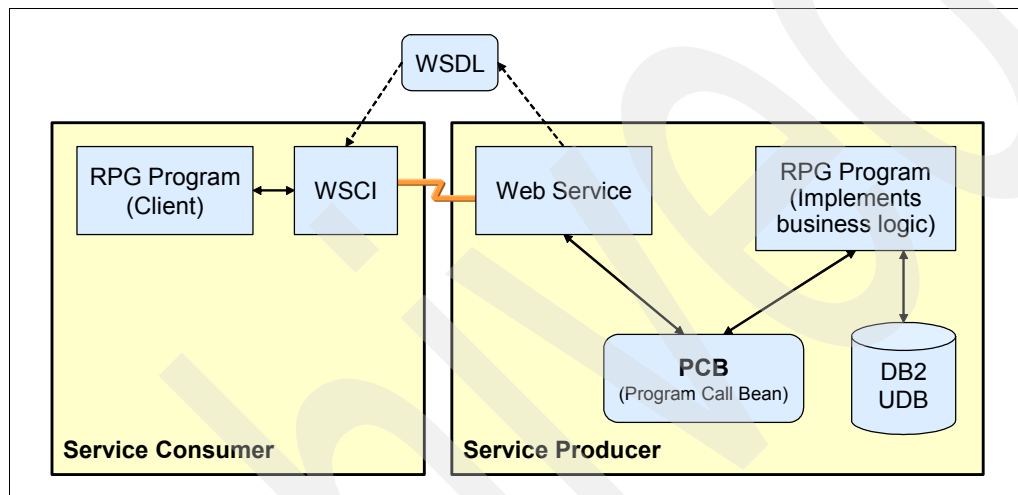 WSDL
RPG Program
(Client)
WSCI
Web Service
RPG Program
(Implements
business logic)
PCB
(Program Call Bean)
DB2
UDB
Service Consumer
Service Producer